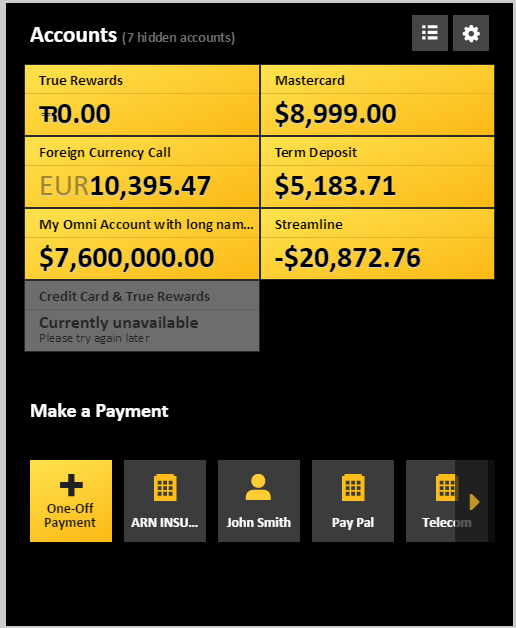 Accounts (7 hidden accounts)
True Rewards
0.00
Mastercard
$8,999.00
Foreign Currency Call
EUR10,395.47
Term Deposit
$5,183.71
My Omni Account with long nam...
$7,600,000.00
Streamline
-$20,872.76
Credit Card & True Rewards
Currently unavailable
Please try again later
Make a Payment
One-Off
Payment
ARN INSU...
John Smith
Pay Pal
Telecom